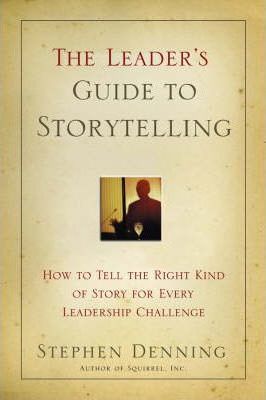 THE LEADER'S
GUIDE TO
STORYTELLING
HOW TO TELL THE RIGHT KIND
OF STORY FOR EVERY
LEADERSHIP CHALLENGE
STEPHEN DENNING
AUTHOR OF SQUIRREL, INC.